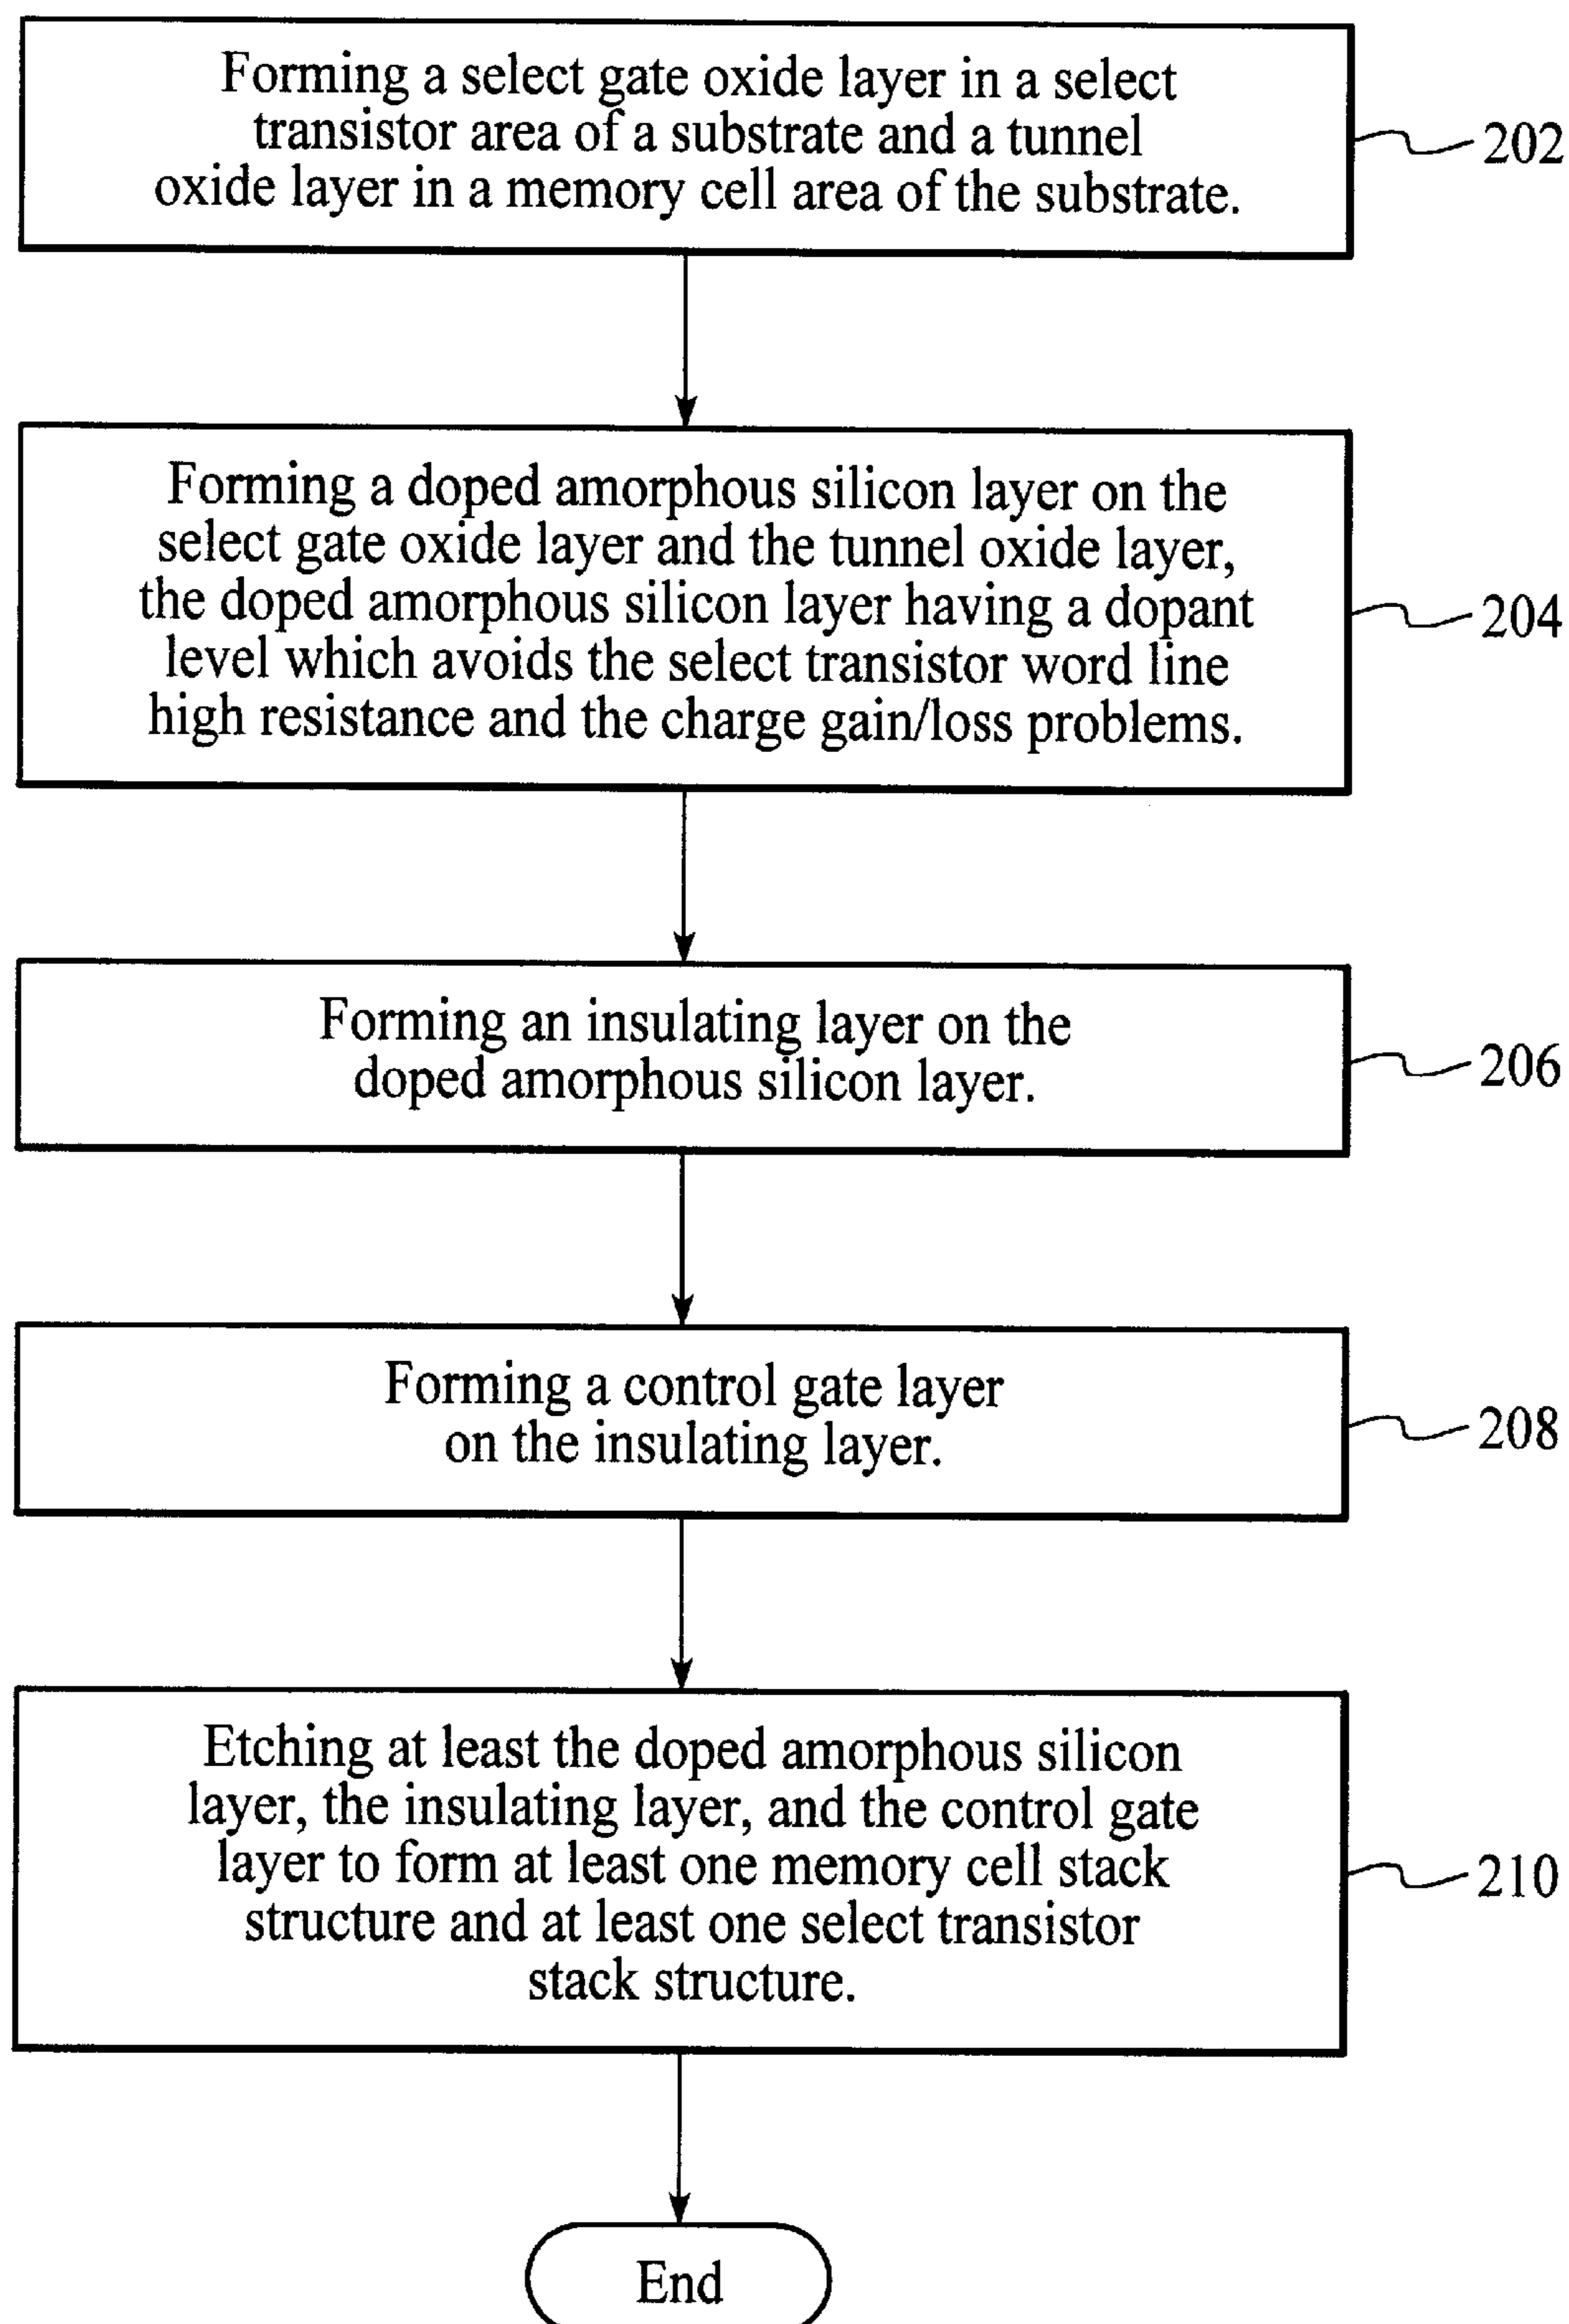 Forming a select gate oxide layer in a select
transistor area of a substrate and a tunnel
oxide layer in a memory cell area of the substrate.
202
Forming a doped amorphous silicon layer on the
select gate oxide layer and the tunnel oxide layer,
the doped amorphous silicon layer having a dopant
level which avoids the select transistor word line
high resistance and the charge gain/loss problems.
204
Forming an insulating layer on the
doped amorphous silicon layer.
206
Forming a control gate layer
on the insulating layer.
208
Etching at least the doped amorphous silicon
layer, the insulating layer, and the control gate
layer to form at least one memory cell stack
structure and at least one select transistor
stack structure.
210
End